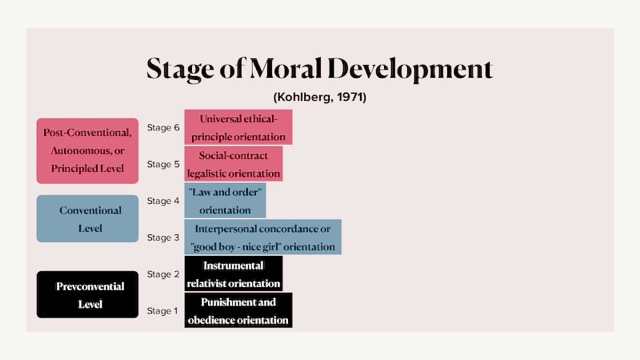 Stage of Moral Development
(Kohlberg, 1971)
Post-Conventional,
Autonomous, or
Principled Level
Stage 6
Universal ethical-
principle orientation
Stage 5
Social-contract
legalistic orientation
Conventional
Level
Stage 4
"Law and order"
orientation
Stage 3
Interpersonal concordance or
"good boy - nice girl" orientation
Prevconvential
Level
Stage 2
Instrumental
relativist orientation
Stage 1
Punishment and
obedience orientation